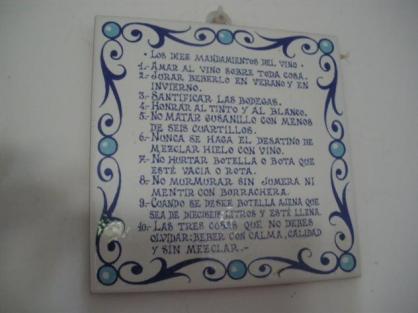 · LOS DIEZ MANDAMIENTOS DEL VINO ·
1.- AMAR AL VINO SOBRE TODA COSA.
2.- JURAR BEBERLO EN VERANO Y EN
INVIERNO.
3.- SANTIFICAR LAS BODEGAS.
4.- HONRAR AL TINTO Y AL BLANCO.
5.- NO MATAR GUSANILLO CON MENOS
DE SEIS CUARTILLOS.
6.- NUNCA SE HAGA EL DESATINO DE
MEZCLAR HIELO CON VINO.
7.- NO HURTAR BOTELLA O BOTA QUE
ESTÉ VACIA O ROTA.
8.- NO MURMURAR SIN JUMERA NI
MENTIR CON BORRACHERA.
9.- CUANDO SE DESEE BOTELLA AJENA QUE
SEA DE DIECISEIS LITROS Y ESTÉ LLENA.
10.- LAS TRES COSAS QUE NO DEBES
OLVIDAR: BEBER CON CALMA, CALIDAD
Y SIN MEZCLAR.-